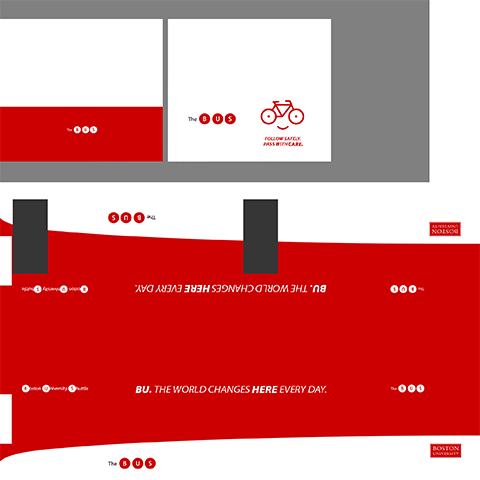 The BUS
The BUS
FOLLOW SAFELY.
PASS WITH CARE.
The BUS
BOSTON
UNIVERSITY
Boston University Shuttle
BU. THE WORLD CHANGES HERE EVERY DAY.
The BUS
Boston University Shuttle
BU. THE WORLD CHANGES HERE EVERY DAY.
The BUS
The BUS
BOSTON
UNIVERSITY